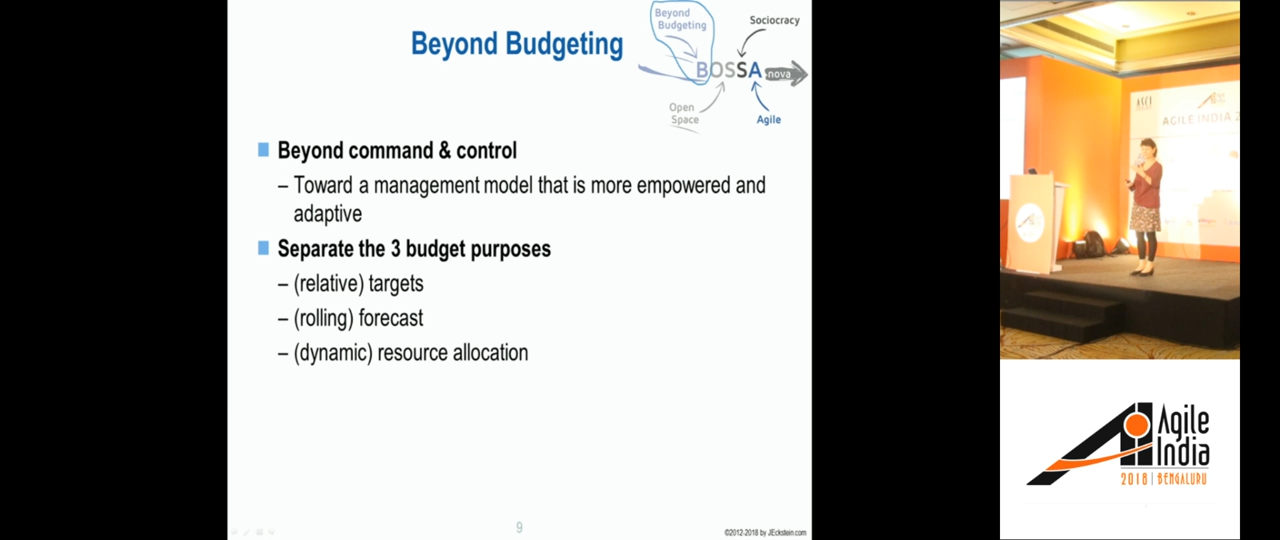 Beyond Budgeting
Beyond
Budgeting
Sociocracy
BOSSA nova
Open
Space
Agile
Beyond command & control
– Toward a management model that is more empowered and
adaptive
Separate the 3 budget purposes
– (relative) targets
– (rolling) forecast
– (dynamic) resource allocation
9
©2012-2018 by JEckstein.com
ASCI
AGILE INDIA 2
Agile
India
2018 | BENGALURU